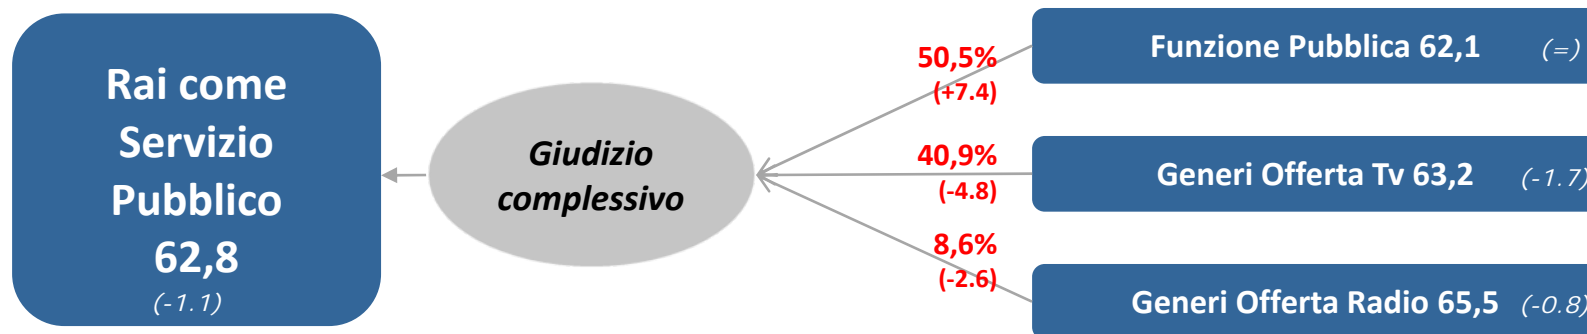 Rai come
Servizio
Pubblico
62,8
(-1.1)
Giudizio
complessivo
50,5%
(+7.4)
40,9%
(-4.8)
8,6%
(-2.6)
Funzione Pubblica 62,1 (=)
Generi Offerta Tv 63,2 (-1.7)
Generi Offerta Radio 65,5 (-0.8)